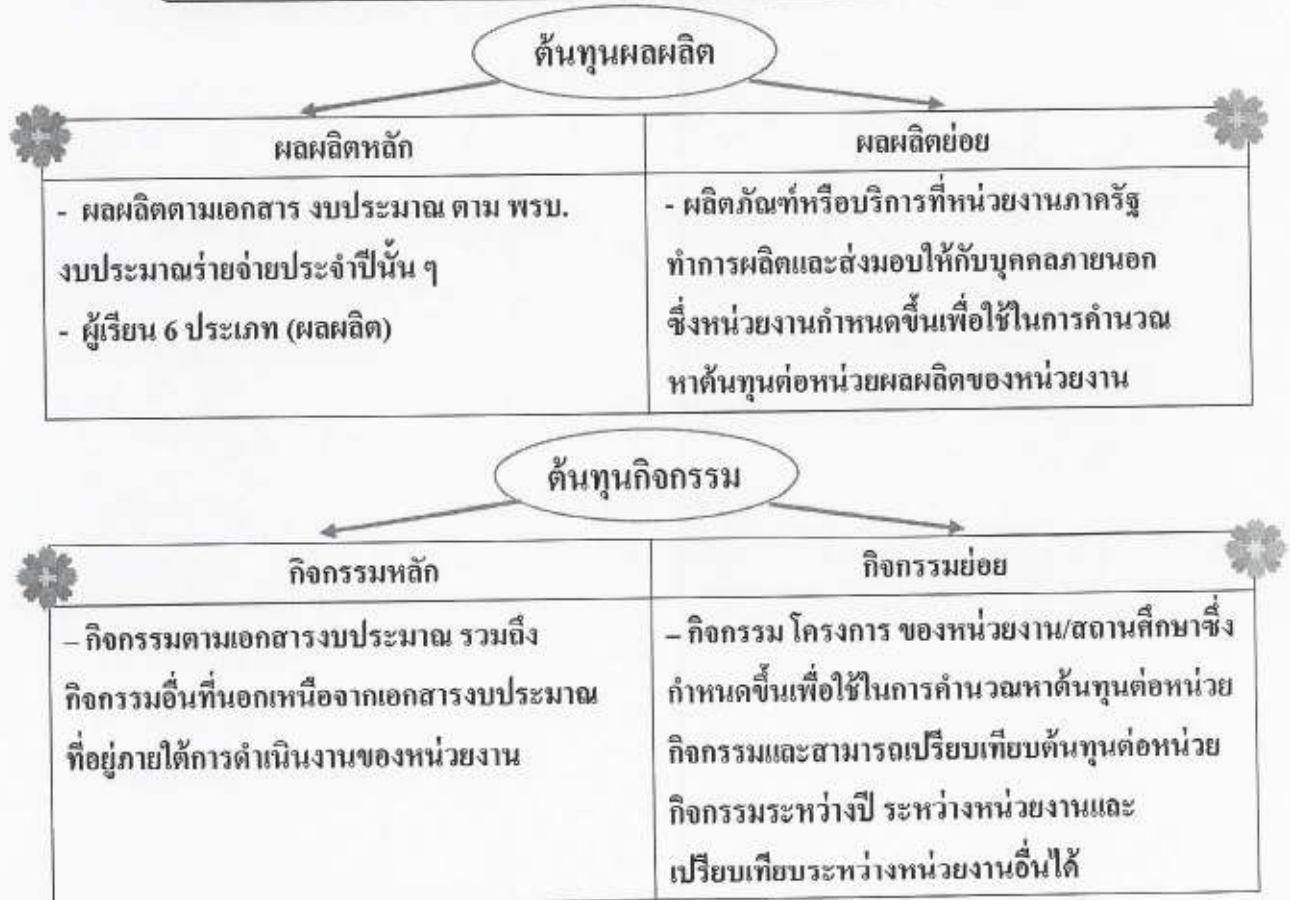 ต้นทุนผลผลิต
ผลผลิตหลัก
- ผลผลิตตามเอกสาร งบประมาณ ตาม พรบ.
งบประมาณร่ายจ่ายประจำปีนั้น ๆ
- ผู้เรียน 6 ประเภท (ผลผลิต)
ผลผลิตย่อย
- ผลิตภัณฑ์หรือบริการที่หน่วยงานภาครัฐ
ทำการผลิตและส่งมอบให้กับบุคคลภายนอก
ซึ่งหน่วยงานกำหนดขึ้นเพื่อใช้ในการคำนวณ
หาต้นทุนต่อหน่วยผลผลิตของหน่วยงาน
ต้นทุนกิจกรรม
กิจกรรมหลัก
– กิจกรรมตามเอกสารงบประมาณ รวมถึง
กิจกรรมอื่นที่นอกเหนือจากเอกสารงบประมาณ
ที่อยู่ภายใต้การดำเนินงานของหน่วยงาน
กิจกรรมย่อย
– กิจกรรม โครงการ ของหน่วยงาน/สถานศึกษาซึ่ง
กำหนดขึ้นเพื่อใช้ในการคำนวณหาต้นทุนต่อหน่วย
กิจกรรมและสามารถเปรียบเทียบต้นทุนต่อหน่วย
กิจกรรมระหว่างปี ระหว่างหน่วยงานและ
เปรียบเทียบระหว่างหน่วยงานอื่นได้